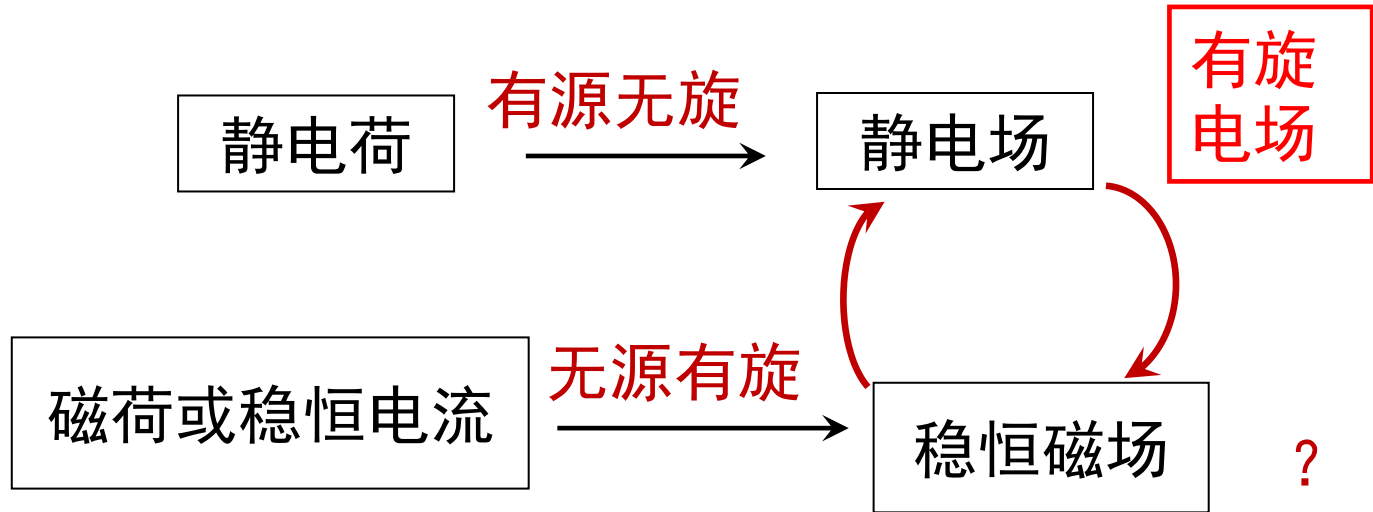 有旋
电场
有源无旋
静电荷
静电场
无源有旋
磁荷或稳恒电流
稳恒磁场
?